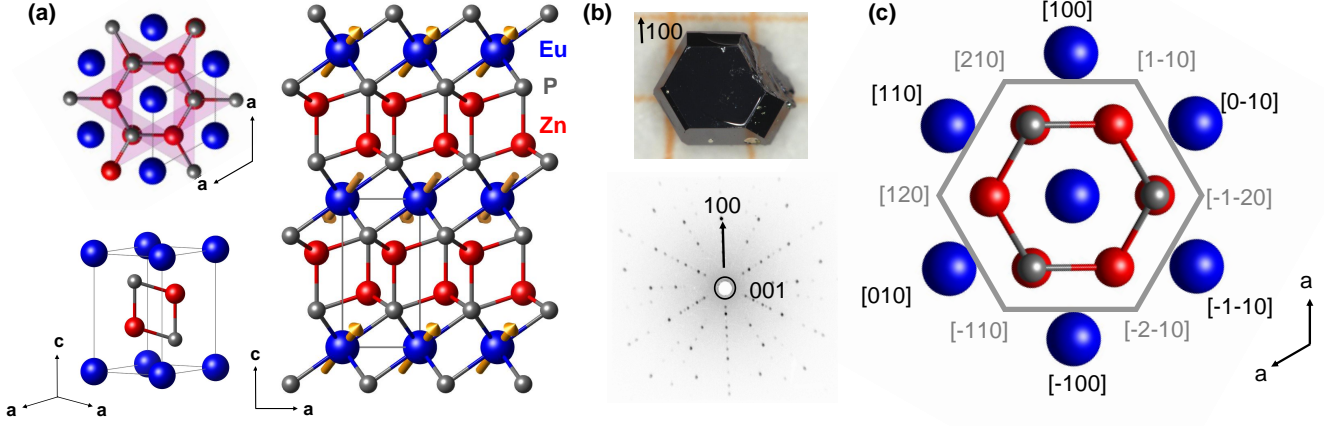 (a)
a
a
c
a
a
Eu
P
Zn
c
a
(b)
100
100
001
(c)
[100]
[210]
[1-10]
[110]
[0-10]
[120]
[-1-20]
[010]
[-1-10]
[-110]
[-2-10]
[-100]
a
a